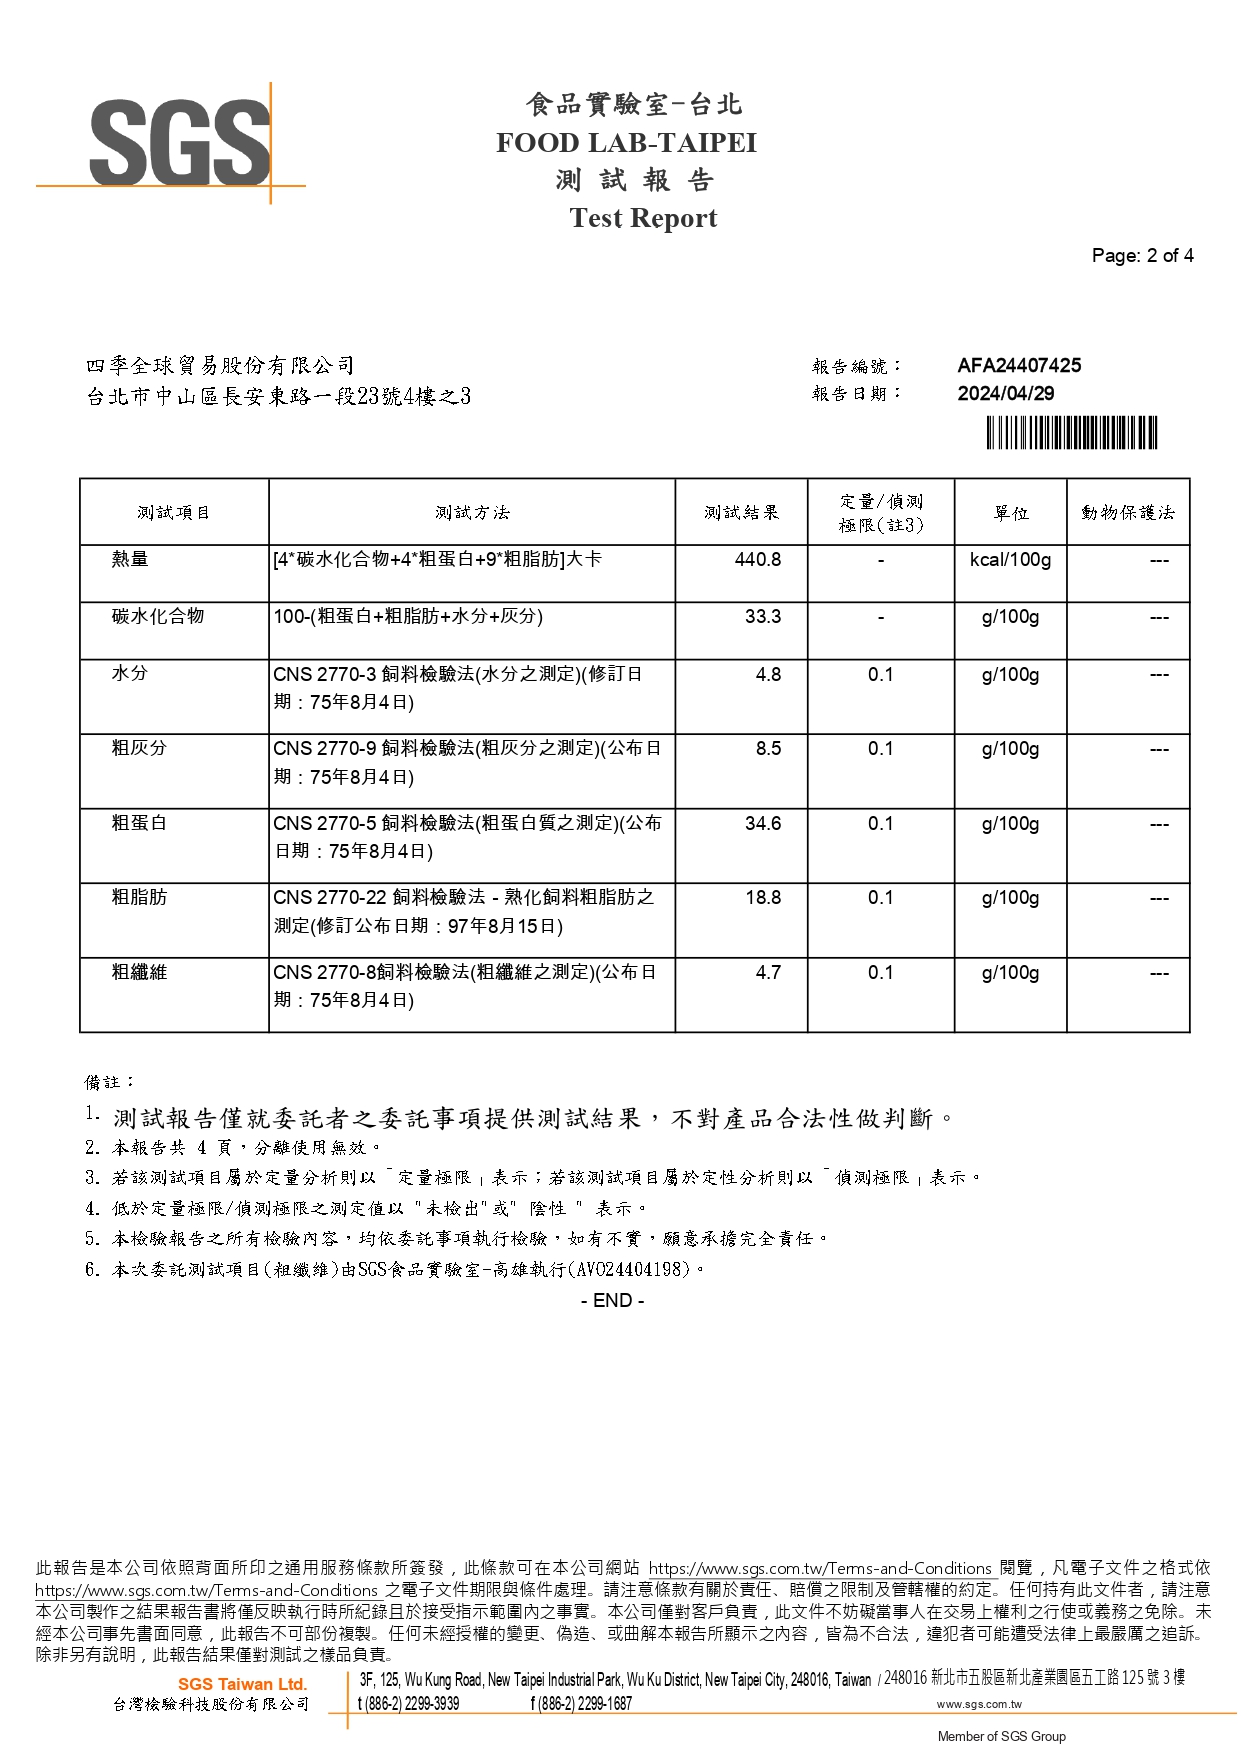 SGS
食品實驗室-台北
FOOD LAB-TAIPEI
測 試 報 告
Test Report
Page: 2 of 4
四季全球貿易股份有限公司
台北市中山區長安東路一段23號4樓之3
報告編號： AFA24407425
報告日期： 2024/04/29
測試項目 測試方法 測試結果 定量/偵測極限(註3) 單位 動物保護法
熱量 [4*碳水化合物+4*粗蛋白+9*粗脂肪]大卡 440.8 - kcal/100g ---
碳水化合物 100-(粗蛋白+粗脂肪+水分+灰分) 33.3 - g/100g ---
水分 CNS 2770-3 飼料檢驗法(水分之測定)(修訂日 4.8 0.1 g/100g ---
期：75年8月4日)
粗灰分 CNS 2770-9 飼料檢驗法(粗灰分之測定)(公布日 8.5 0.1 g/100g ---
期：75年8月4日)
粗蛋白 CNS 2770-5 飼料檢驗法(粗蛋白質之測定)(公布 34.6 0.1 g/100g ---
日期：75年8月4日)
粗脂肪 CNS 2770-22 飼料檢驗法 - 熟化飼料粗脂肪之 18.8 0.1 g/100g ---
測定(修訂公布日期：97年8月15日)
粗纖維 CNS 2770-8飼料檢驗法(粗纖維之測定)(公布日 4.7 0.1 g/100g ---
期：75年8月4日)
備註：
1. 測試報告僅就委託者之委託事項提供測試結果，不對產品合法性做判斷。
2. 本報告共 4 頁，分離使用無效。
3. 若該測試項目屬於定量分析則以「定量極限」表示；若該測試項目屬於定性分析則以「偵測極限」表示。
4. 低於定量極限/偵測極限之測定值以 "未檢出"或" 陰性 " 表示。
5. 本檢驗報告之所有檢驗內容，均依委託事項執行檢驗，如有不實，願意承擔完全責任。
6. 本次委託測試項目(粗纖維)由SGS食品實驗室-高雄執行(AVO24404198)。
- END -
此報告是本公司依照背面所印之通用服務條款所簽發，此條款可在本公司網站 https://www.sgs.com.tw/Terms-and-Conditions 閱覽，凡電子文件之格式依
https://www.sgs.com.tw/Terms-and-Conditions 之電子文件期限與條件處理。請注意條款有關於責任、賠償之限制及管轄權的約定。任何持有此文件者，請注意
本公司製作之結果報告書將僅反映執行時所紀錄且於接受指示範圍內之事實。本公司僅對客戶負責，此文件不妨礙當事人在交易上權利之行使或義務之免除。未
經本公司事先書面同意，此報告不可部份複製。任何未經授權的變更、偽造、或曲解本報告所顯示之內容，皆為不合法，違犯者可能遭受法律上最嚴厲之追訴。
除非另有說明，此報告結果僅對測試之樣品負責。
SGS Taiwan Ltd. 3F, 125, Wu Kung Road, New Taipei Industrial Park, Wu Ku District, New Taipei City, 248016, Taiwan / 248016 新北市五股區新北產業園區五工路 125 號 3 樓
台灣檢驗科技股份有限公司 t (886-2) 2299-3939 f (886-2) 2299-1687 www.sgs.com.tw
Member of SGS Group